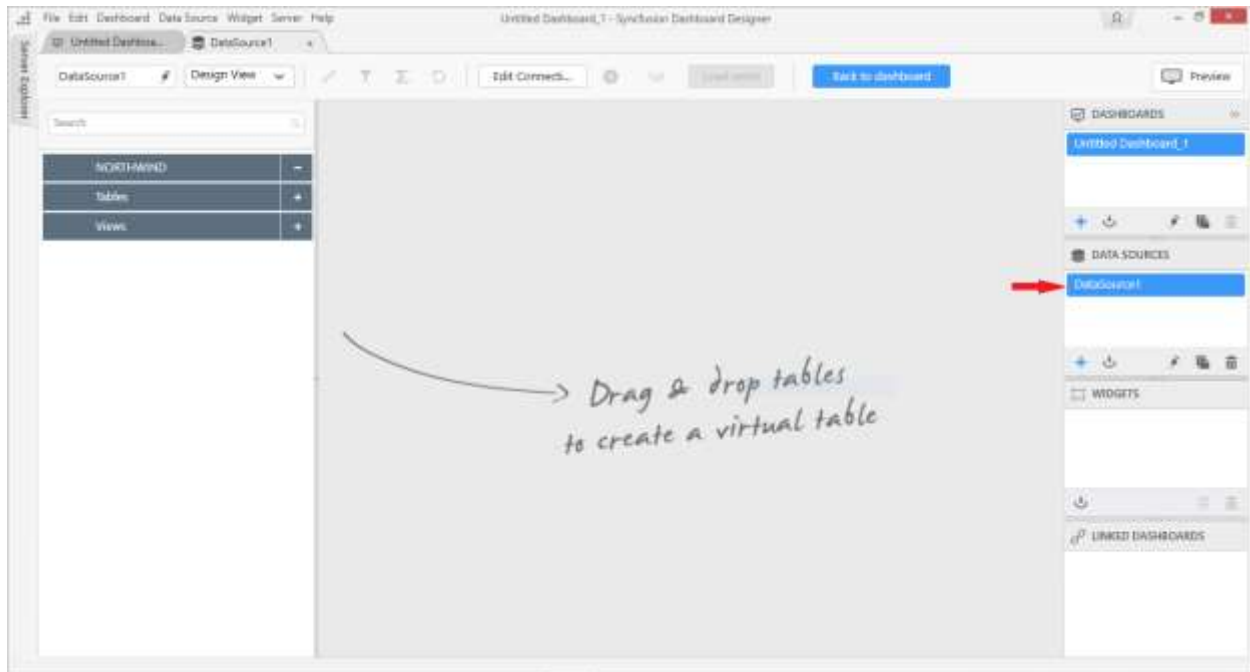 File Edit Dashboard Data Source Widget Server Help
Untitled Dashboard_1 - Syncfusion Dashboard Designer
Server Explorer
Untitled Dashboa...
DataSource1
DataSource1
Design View
Edit Connecti...
Back to dashboard
Preview
Search
NORTHWIND
Tables
Views
Drag & drop tables
to create a virtual table
DASHBOARDS
Untitled Dashboard_1
DATA SOURCES
DataSource1
WIDGETS
LINKED DASHBOARDS